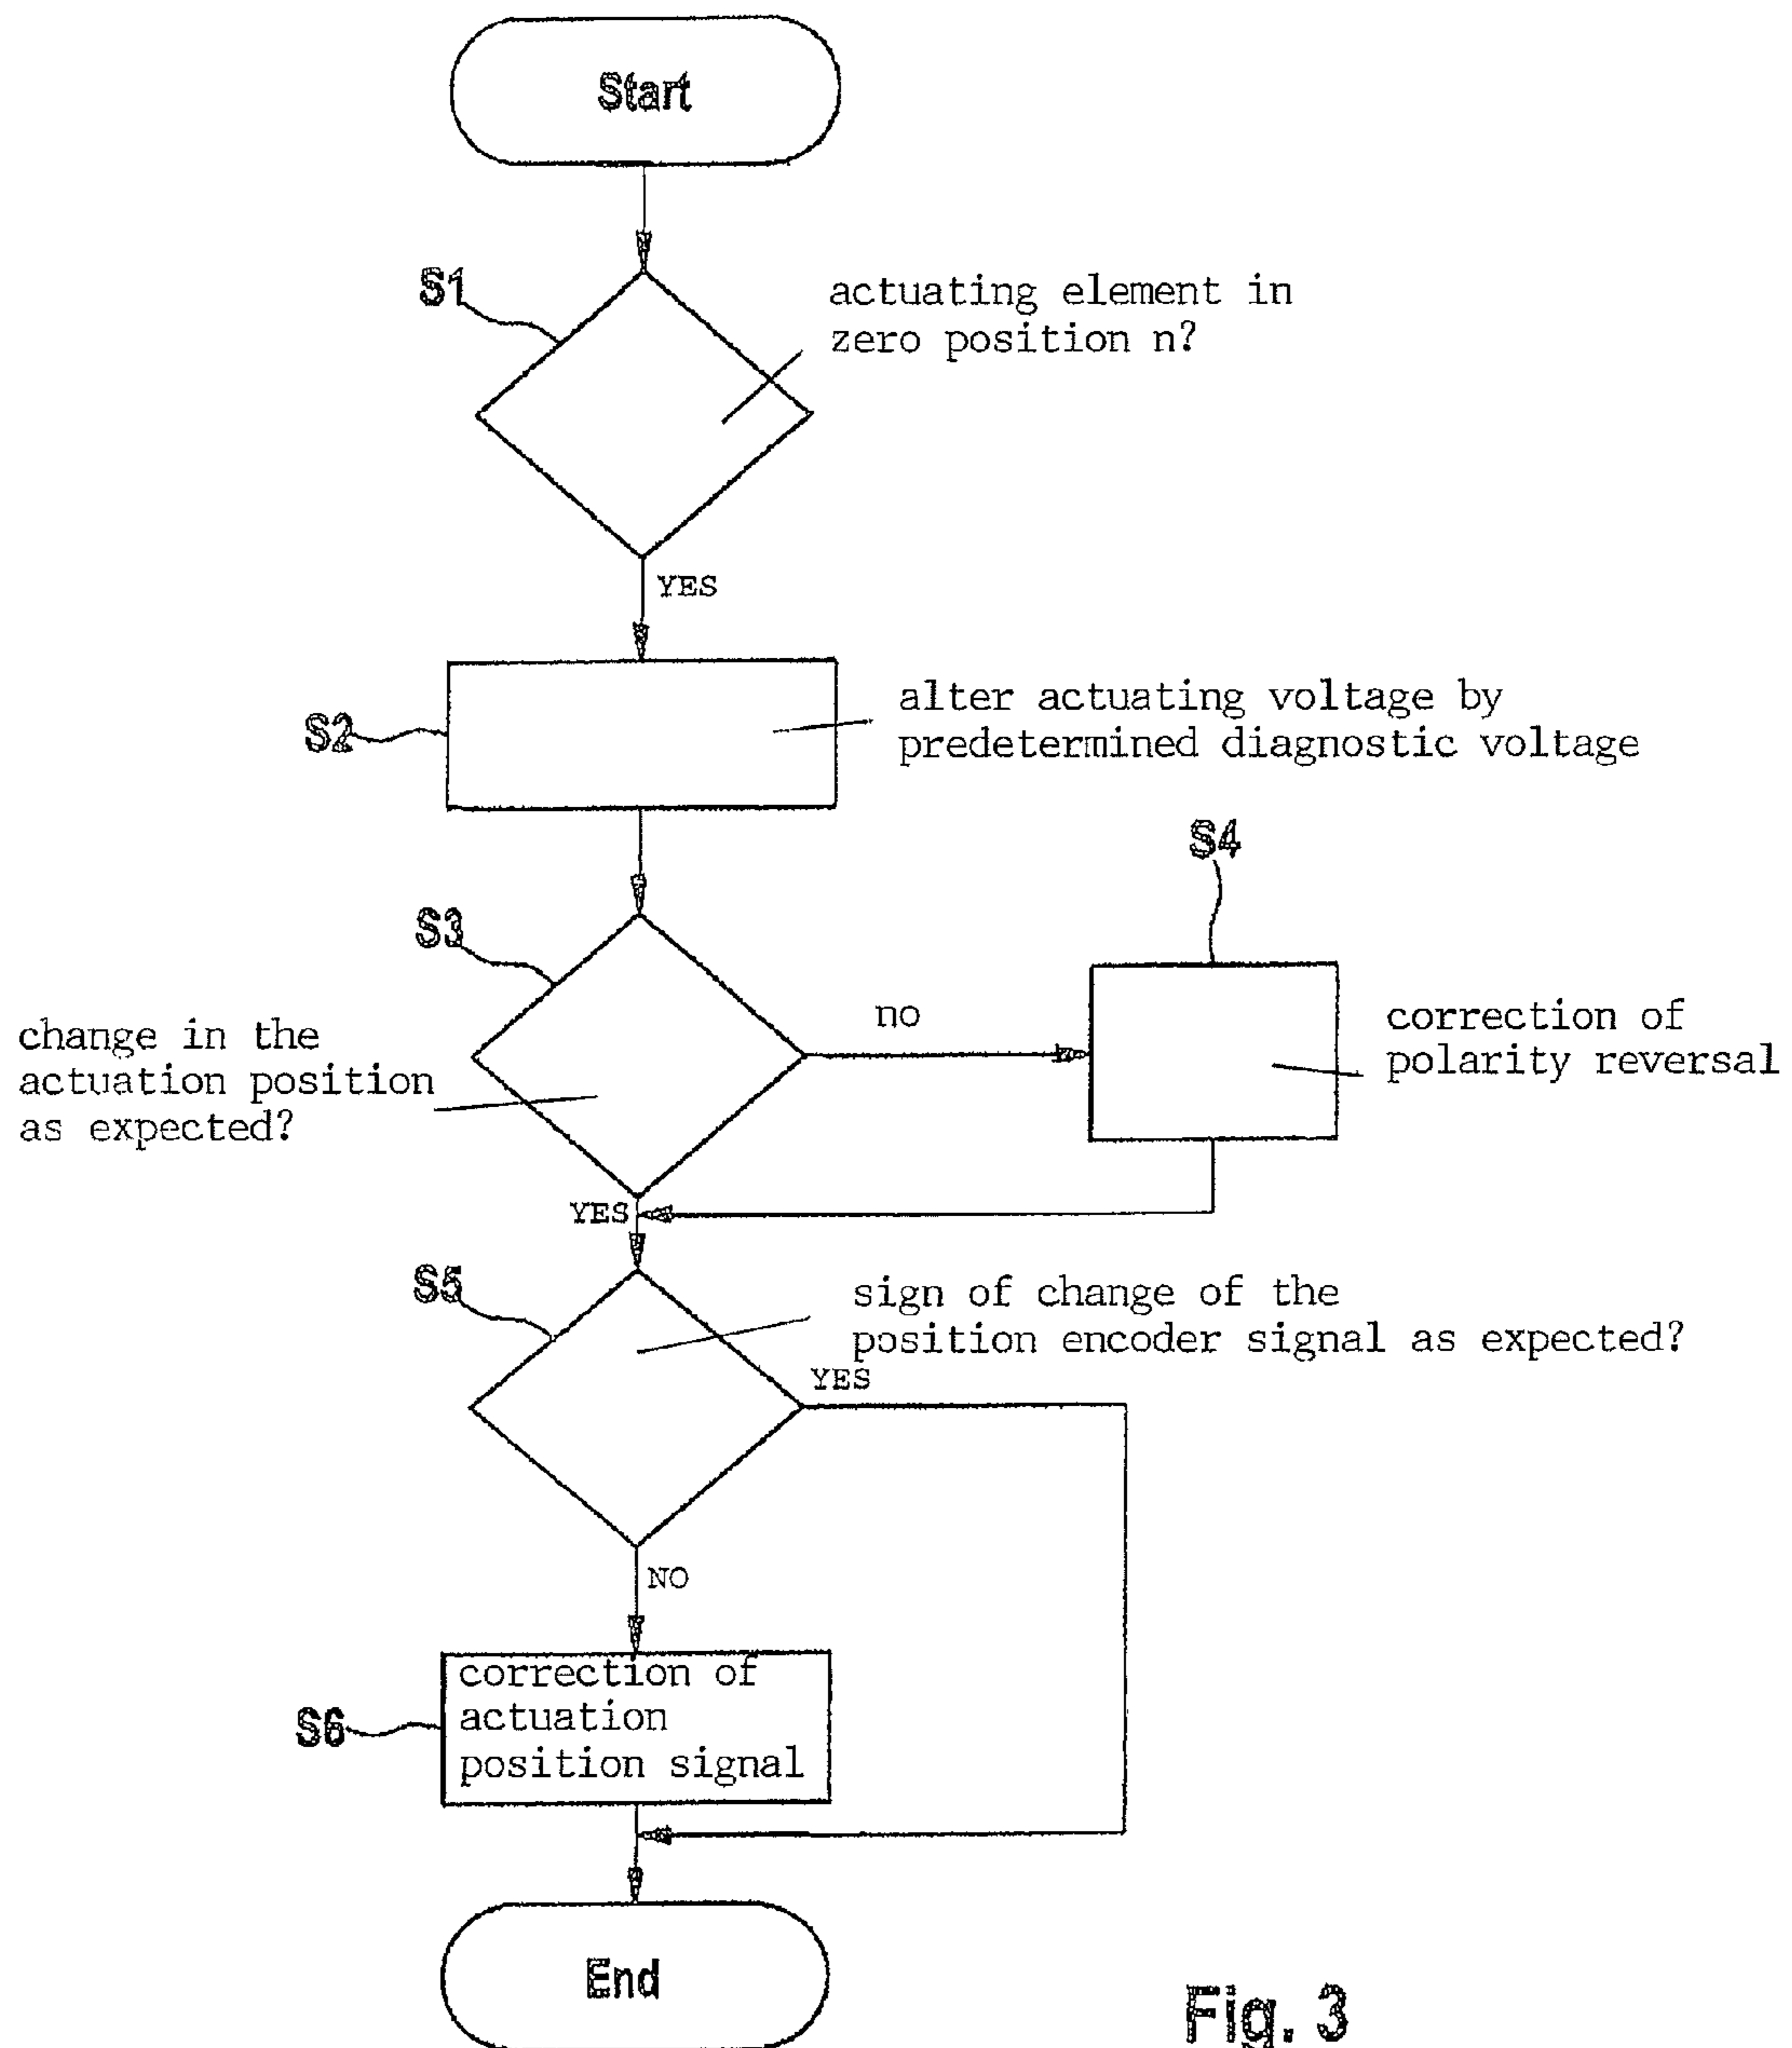 Start
S1
actuating element in
zero position n?
YES
S2
alter actuating voltage by
predetermined diagnostic voltage
S4
S3
no
change in the
actuation position
as expected?
correction of
polarity reversal
YES
S5
sign of change of the
position encoder signal as expected?
YES
NO
correction of
actuation
position signal
S6
End
Fig. 3